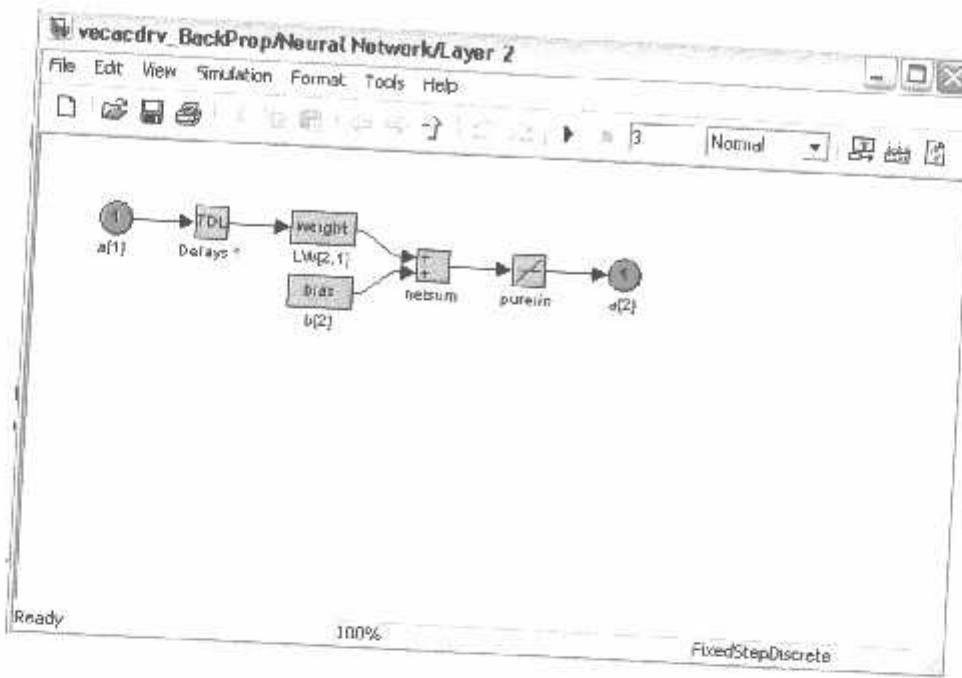 vecacdrv_BackProp/Neural Network/Layer 2
File Edit View Simulation Format Tools Help
3 Normal
1 TDL weight
a{1} Delays * LW{2,1}
bias netsum purelin 1 a{2}
b{2}
Ready 100% FixedStepDiscrete